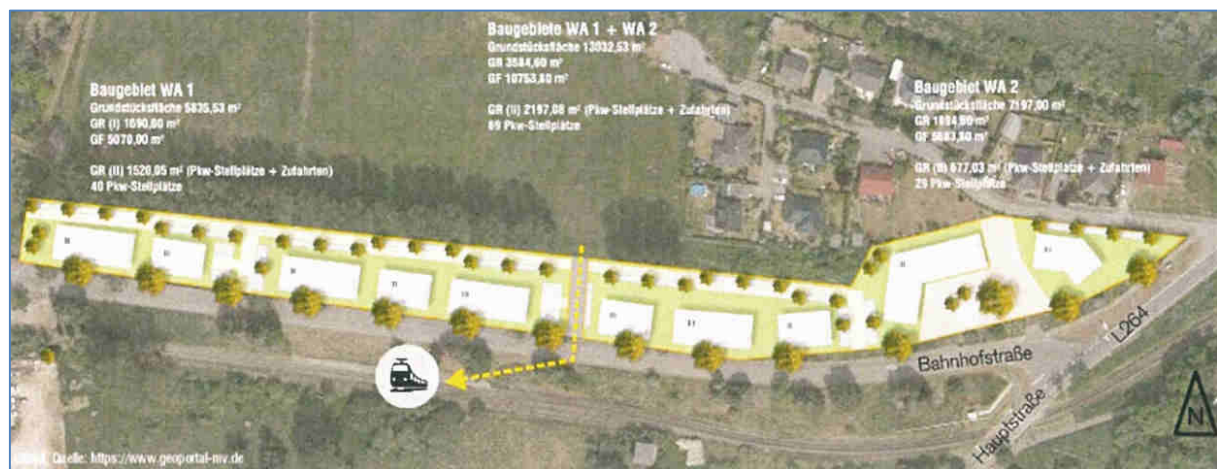 Baugebiet WA 1
Grundstücksfläche 5835,53 m²
GR (I) 1690,00 m²
GF 5070,00 m²
GR (II) 1520,05 m² (Pkw-Stellplätze + Zufahrten)
40 Pkw-Stellplätze
Baugebiete WA 1 + WA 2
Grundstücksfläche 13032,53 m²
GR 3584,60 m²
GF 10753,80 m²
GR (II) 2197,08 m² (Pkw-Stellplätze + Zufahrten)
69 Pkw-Stellplätze
Baugebiet WA 2
Grundstücksfläche 7197,00 m²
GR 1894,60 m²
GF 5683,80 m²
GR (II) 677,03 m² (Pkw-Stellplätze + Zufahrten)
29 Pkw-Stellplätze
Bahnhofstraße
L264
Hauptstraße
N
Quelle: https://www.geoportal-mv.de